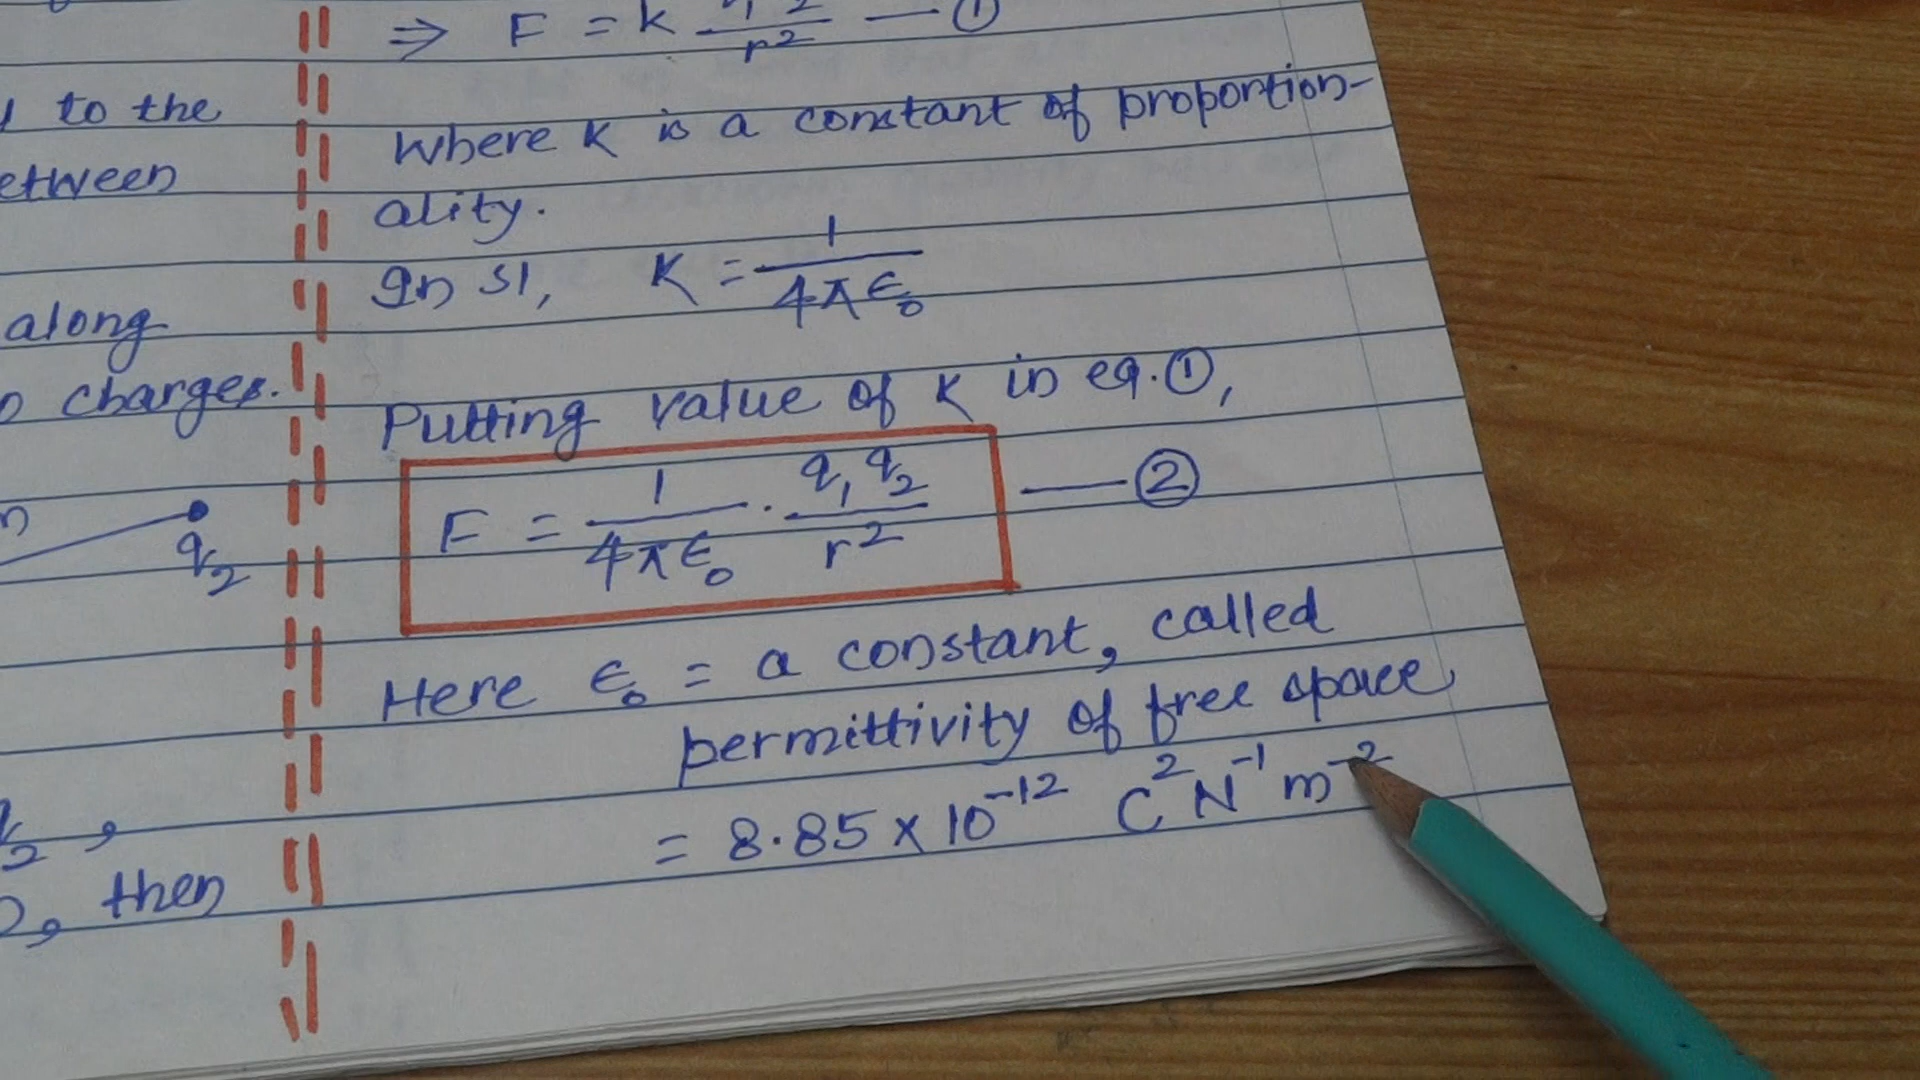 to the
etween
along
charges.
q₂
, then
⇒ F = k q₁q₂/r² — ①
Where K is a constant of proportion-
ality.
In SI, K = 1/4πε₀
Putting value of K in eq.①,
F = 1/4πε₀ · q₁q₂/r² — ②
Here ε₀ = a constant, called
permittivity of free space
= 8.85 × 10⁻¹² C² N⁻¹ m⁻²